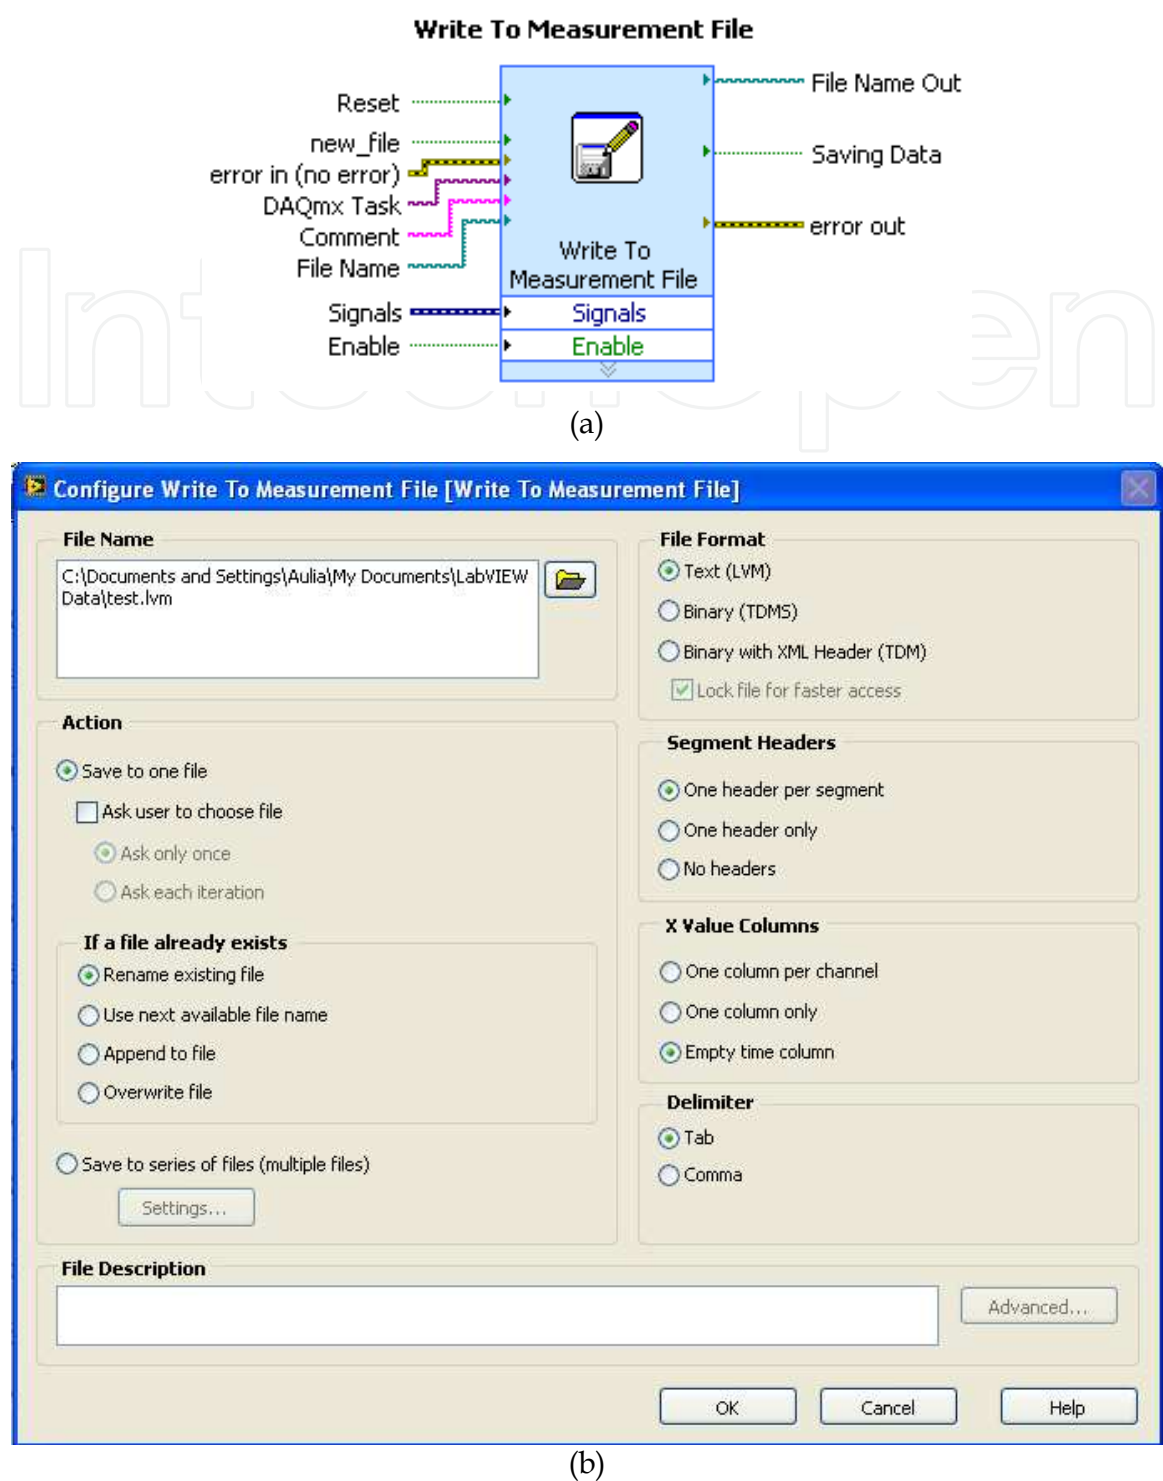 Write To Measurement File
Reset
new_file
error in (no error)
DAQmx Task
Comment
File Name
Signals
Enable
File Name Out
Saving Data
error out
Write To
Measurement File
Signals
Enable
IntechOpen
(a)
Configure Write To Measurement File [Write To Measurement File]
File Name
C:\Documents and Settings\Aulia\My Documents\LabVIEW
Data\test.lvm
Action
Save to one file
Ask user to choose file
Ask only once
Ask each iteration
If a file already exists
Rename existing file
Use next available file name
Append to file
Overwrite file
Save to series of files (multiple files)
Settings...
File Format
Text (LVM)
Binary (TDMS)
Binary with XML Header (TDM)
Lock file for faster access
Segment Headers
One header per segment
One header only
No headers
X Value Columns
One column per channel
One column only
Empty time column
Delimiter
Tab
Comma
File Description
Advanced...
OK
Cancel
Help
(b)